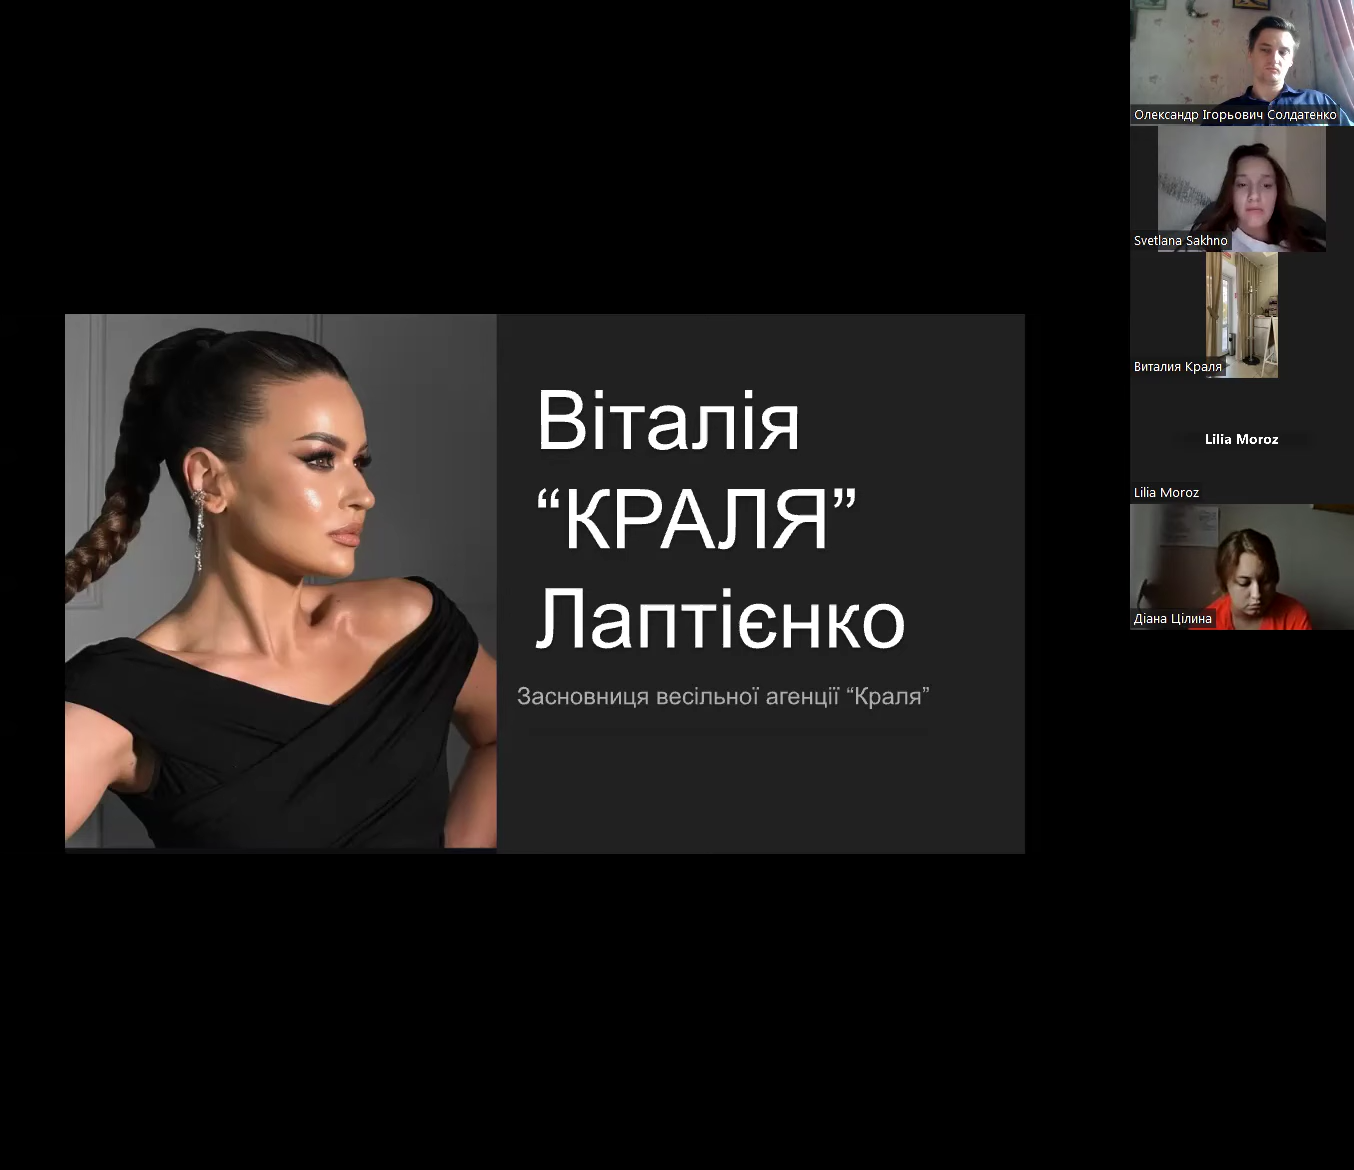 Віталія
“КРАЛЯ”
Лаптієнко
Засновниця весільної агенції “Краля”
Олександр Ігорьович Солдатенко
Svetlana Sakhno
Виталия Краля
Lilia Moroz
Lilia Moroz
Діана Цілина